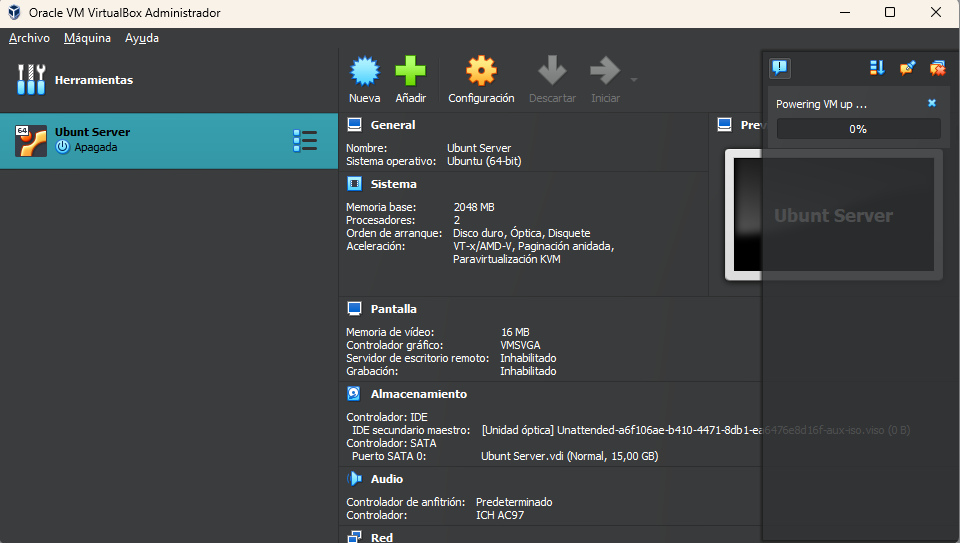 Oracle VM VirtualBox Administrador
Archivo Máquina Ayuda
Herramientas
64
Ubunt Server
Apagada
Nueva Añadir Configuración Descartar Iniciar
General
Nombre: Ubunt Server
Sistema operativo: Ubuntu (64-bit)
Sistema
Memoria base: 2048 MB
Procesadores: 2
Orden de arranque: Disco duro, Óptica, Disquete
Aceleración: VT-x/AMD-V, Paginación anidada,
Paravirtualización KVM
Pantalla
Memoria de vídeo: 16 MB
Controlador gráfico: VMSVGA
Servidor de escritorio remoto: Inhabilitado
Grabación: Inhabilitado
Almacenamiento
Controlador: IDE
IDE secundario maestro: [Unidad óptica] Unattended-a6f106ae-b410-4471-8db1-ea6476e8d16f-aux-iso.viso (0 B)
Controlador: SATA
Puerto SATA 0: Ubunt Server.vdi (Normal, 15,00 GB)
Audio
Controlador de anfitrión: Predeterminado
Controlador: ICH AC97
Red
Prev
Powering VM up ...
0%
Ubunt Server